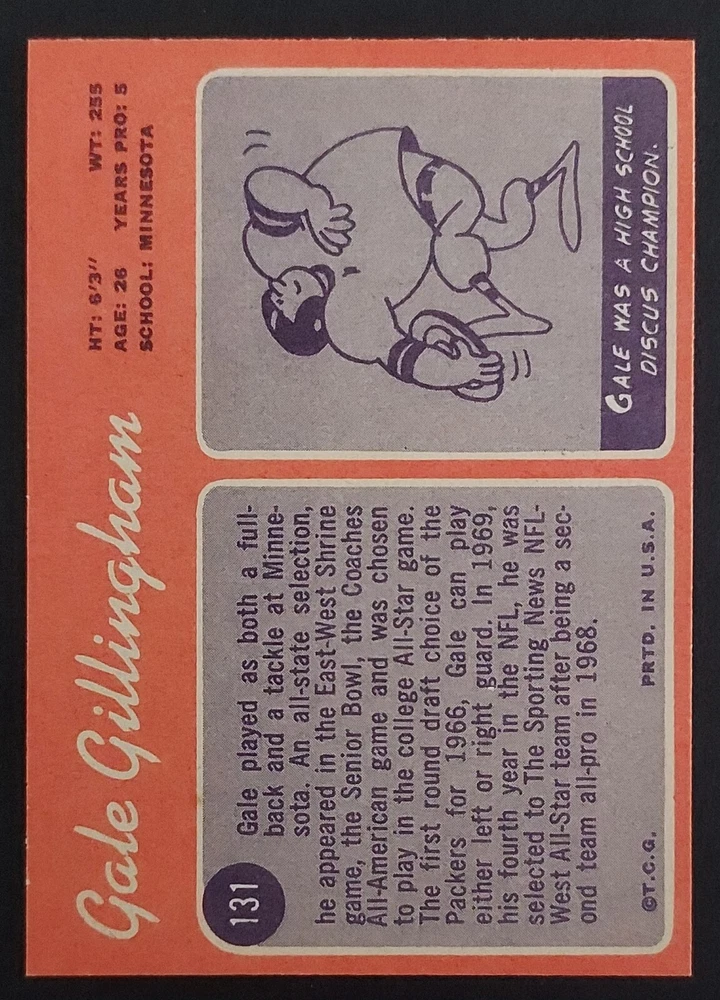 Gale Gillingham
HT: 6'3" WT: 255
AGE: 26 YEARS PRO: 5
SCHOOL: MINNESOTA
131
Gale played as both a full-
back and a tackle at Minne-
sota. An all-state selection,
he appeared in the East-West Shrine
game, the Senior Bowl, the Coaches
All-American game and was chosen
to play in the college All-Star game.
The first round draft choice of the
Packers for 1966, Gale can play
either left or right guard. In 1969,
his fourth year in the NFL, he was
selected to The Sporting News NFL-
West All-Star team after being a sec-
ond team all-pro in 1968.
©T.C.G. PRTD. IN U.S.A.
GALE WAS A HIGH SCHOOL
DISCUS CHAMPION.